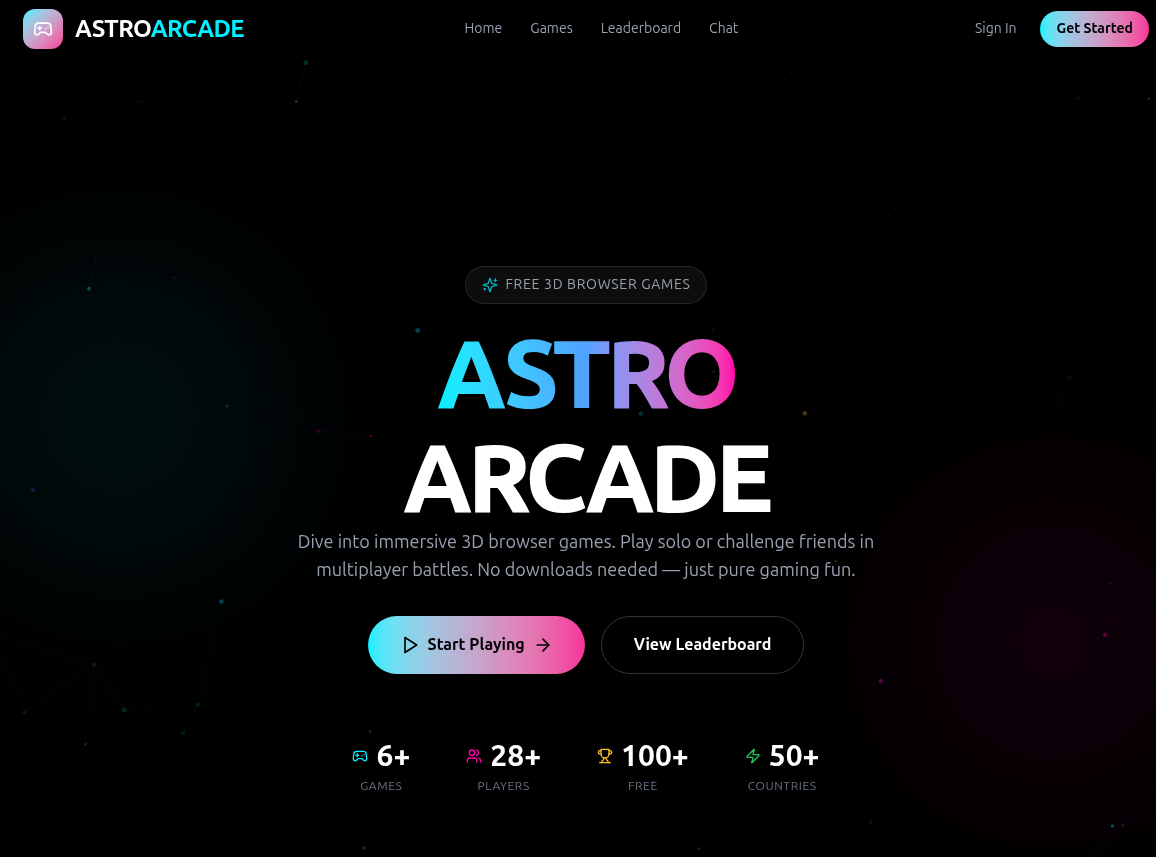 ASTROARCADE
Home Games Leaderboard Chat
Sign In Get Started
FREE 3D BROWSER GAMES
ASTRO
ARCADE
Dive into immersive 3D browser games. Play solo or challenge friends in
multiplayer battles. No downloads needed — just pure gaming fun.
Start Playing
View Leaderboard
6+ 28+ 100+ 50+
GAMES PLAYERS FREE COUNTRIES